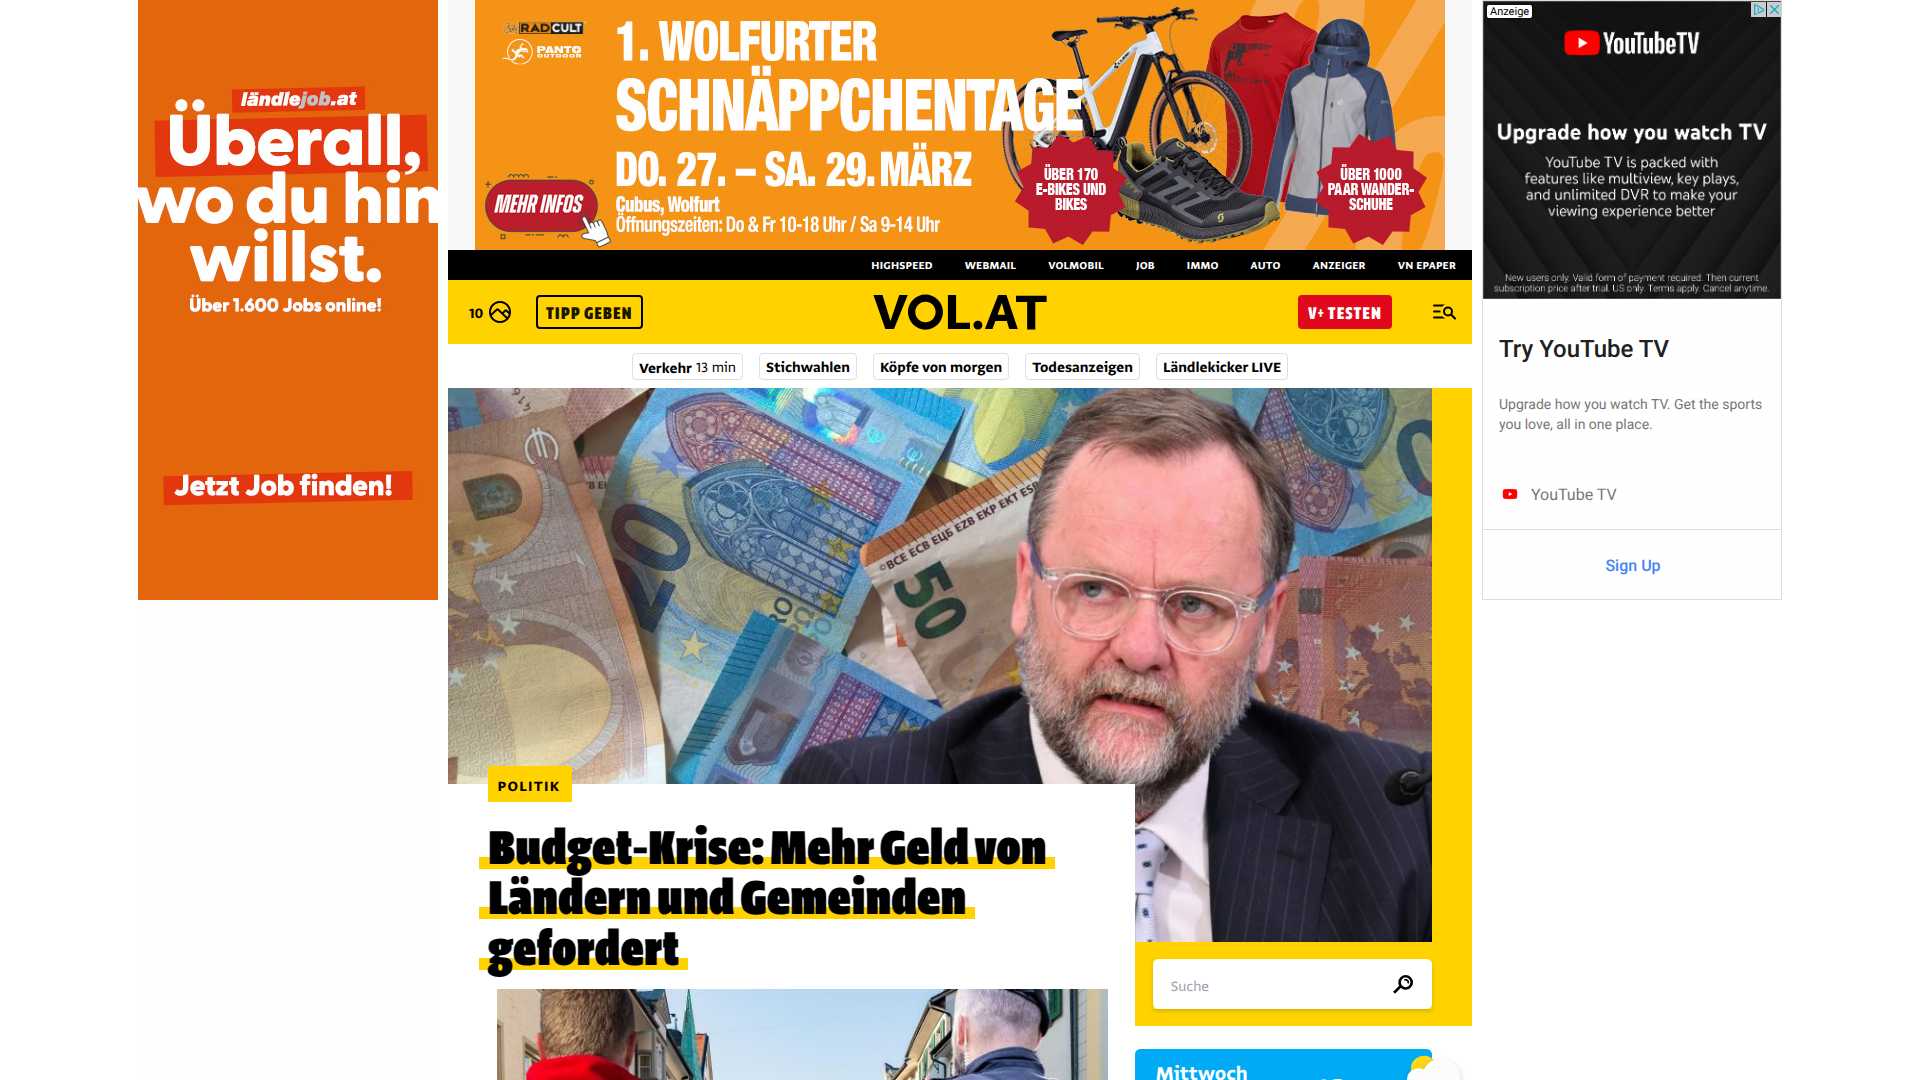 ländlejob.at
Überall,
wo du hin
willst.
Über 1.600 Jobs online!
Jetzt Job finden!
RADCULT
PANTO
OUTDOOR
1. WOLFURTER
SCHNÄPPCHENTAGE
DO. 27. – SA. 29. MÄRZ
MEHR INFOS
Cubus, Wolfurt
Öffnungszeiten: Do & Fr 10-18 Uhr / Sa 9-14 Uhr
ÜBER 170
E-BIKES UND
BIKES
ÜBER 1000
PAAR WANDER-
SCHUHE
HIGHSPEED WEBMAIL VOLMOBIL JOB IMMO AUTO ANZEIGER VN EPAPER
10 TIPP GEBEN VOL.AT V+ TESTEN
Verkehr 13 min Stichwahlen Köpfe von morgen Todesanzeigen Ländlekicker LIVE
20
BCE ECB ЕЦБ EZB EKP EKT
50
POLITIK
Budget-Krise: Mehr Geld von
Ländern und Gemeinden
gefordert
Suche
Mittwoch
Anzeige
YouTubeTV
Upgrade how you watch TV
YouTube TV is packed with
features like multiview, key plays,
and unlimited DVR to make your
viewing experience better
New users only. Valid form of payment required. Then current
subscription price after trial. US only. Terms apply. Cancel anytime.
Try YouTube TV
Upgrade how you watch TV. Get the sports
you love, all in one place.
YouTube TV
Sign Up